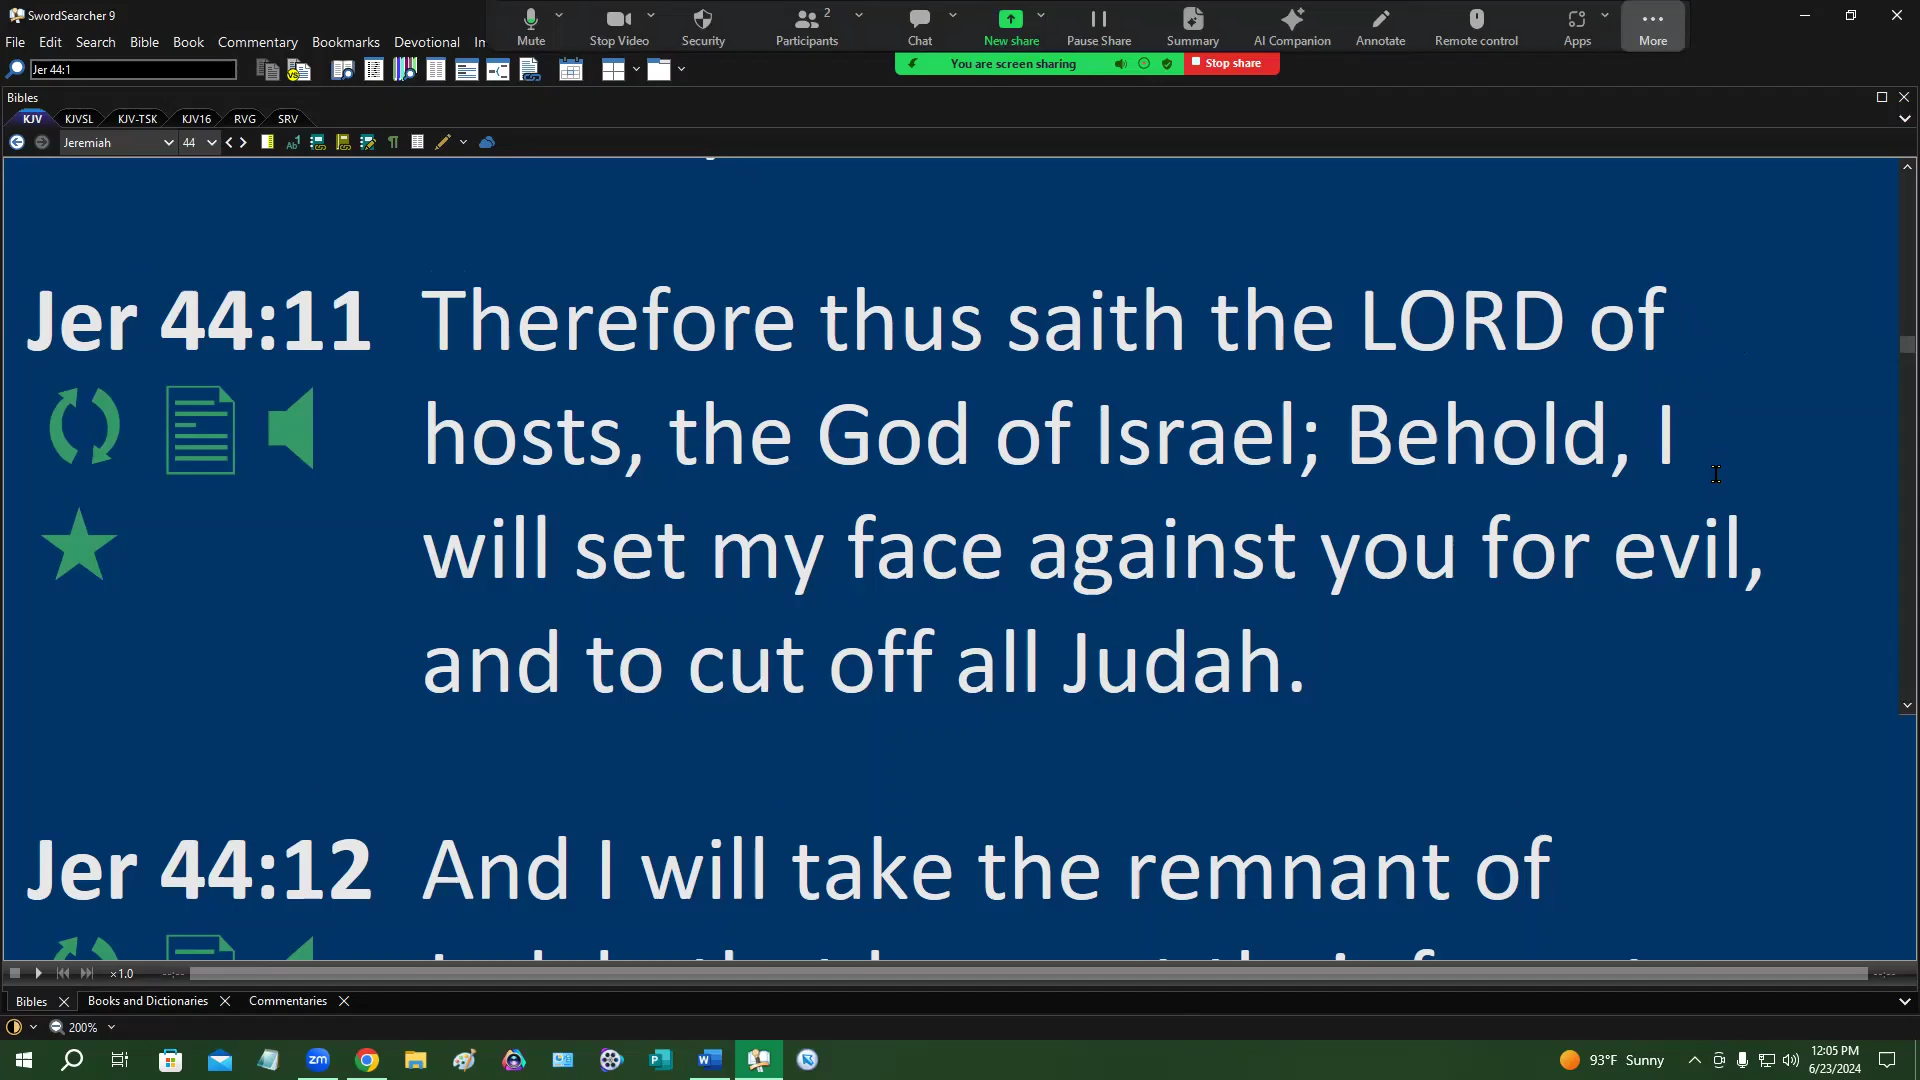 SwordSearcher 9
Mute
Stop Video
Security
Participants
2
Chat
New share
Pause Share
Summary
AI Companion
Annotate
Remote control
Apps
More
File Edit Search Bible Book Commentary Bookmarks Devotional
You are screen sharing
Stop share
Jer 44:1
Bibles
KJV KJVSL KJV-TSK KJV16 RVG SRV
Jeremiah 44
Jer 44:11 Therefore thus saith the LORD of
hosts, the God of Israel; Behold, I
will set my face against you for evil,
and to cut off all Judah.
Jer 44:12 And I will take the remnant of
×1.0 --:-- --:--
Bibles Books and Dictionaries Commentaries
200%
93°F Sunny
12:05 PM
6/23/2024